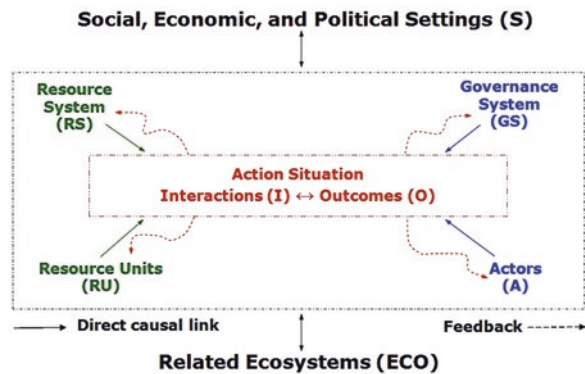 Social, Economic, and Political Settings (S)
Resource
System
(RS)
Governance
System
(GS)
Action Situation
Interactions (I) ↔ Outcomes (O)
Resource Units
(RU)
Actors
(A)
Direct causal link
Feedback
Related Ecosystems (ECO)